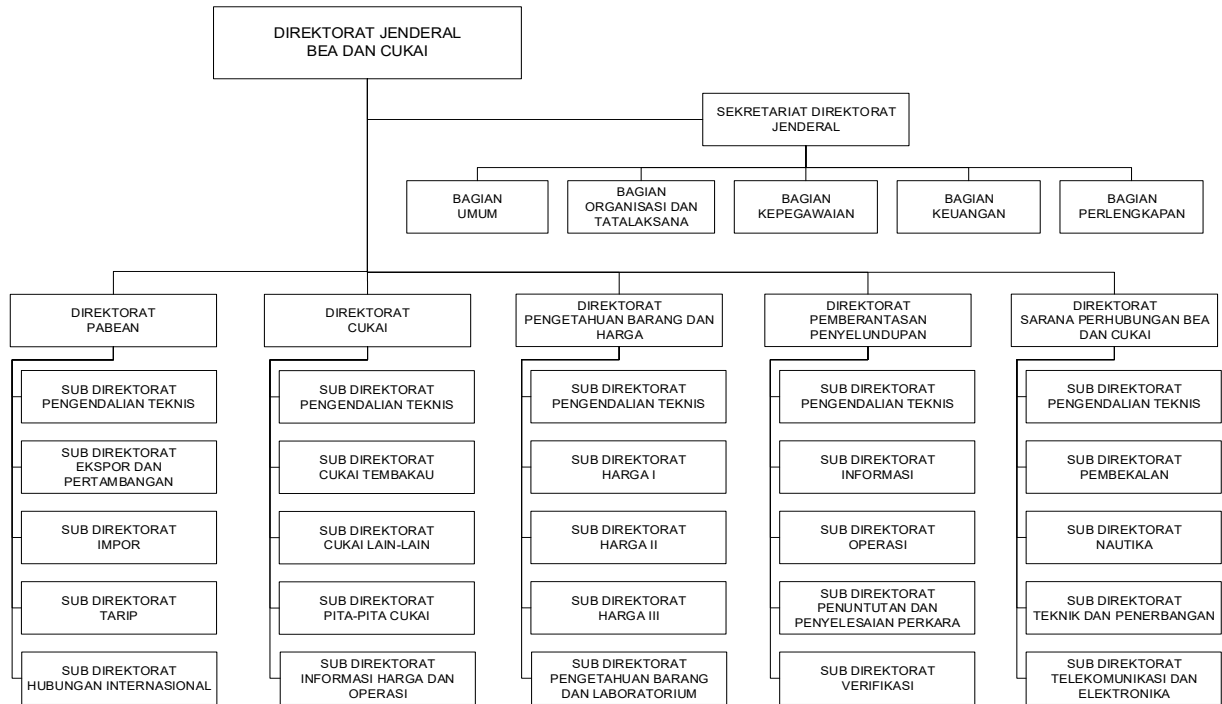 DIREKTORAT JENDERAL
BEA DAN CUKAI
SEKRETARIAT DIREKTORAT
JENDERAL
BAGIAN
UMUM
BAGIAN
ORGANISASI DAN
TATALAKSANA
BAGIAN
KEPEGAWAIAN
BAGIAN
KEUANGAN
BAGIAN
PERLENGKAPAN
DIREKTORAT
PABEAN
DIREKTORAT
CUKAI
DIREKTORAT
PENGETAHUAN BARANG DAN
HARGA
DIREKTORAT
PEMBERANTASAN
PENYELUNDUPAN
DIREKTORAT
SARANA PERHUBUNGAN BEA
DAN CUKAI
SUB DIREKTORAT
PENGENDALIAN TEKNIS
SUB DIREKTORAT
EKSPOR DAN
PERTAMBANGAN
SUB DIREKTORAT
IMPOR
SUB DIREKTORAT
TARIP
SUB DIREKTORAT
HUBUNGAN INTERNASIONAL
SUB DIREKTORAT
PENGENDALIAN TEKNIS
SUB DIREKTORAT
CUKAI TEMBAKAU
SUB DIREKTORAT
CUKAI LAIN-LAIN
SUB DIREKTORAT
PITA-PITA CUKAI
SUB DIREKTORAT
INFORMASI HARGA DAN
OPERASI
SUB DIREKTORAT
PENGENDALIAN TEKNIS
SUB DIREKTORAT
HARGA I
SUB DIREKTORAT
HARGA II
SUB DIREKTORAT
HARGA III
SUB DIREKTORAT
PENGETAHUAN BARANG
DAN LABORATORIUM
SUB DIREKTORAT
PENGENDALIAN TEKNIS
SUB DIREKTORAT
INFORMASI
SUB DIREKTORAT
OPERASI
SUB DIREKTORAT
PENUNTUTAN DAN
PENYELESAIAN PERKARA
SUB DIREKTORAT
VERIFIKASI
SUB DIREKTORAT
PENGENDALIAN TEKNIS
SUB DIREKTORAT
PEMBEKALAN
SUB DIREKTORAT
NAUTIKA
SUB DIREKTORAT
TEKNIK DAN PENERBANGAN
SUB DIREKTORAT
TELEKOMUNIKASI DAN
ELEKTRONIKA